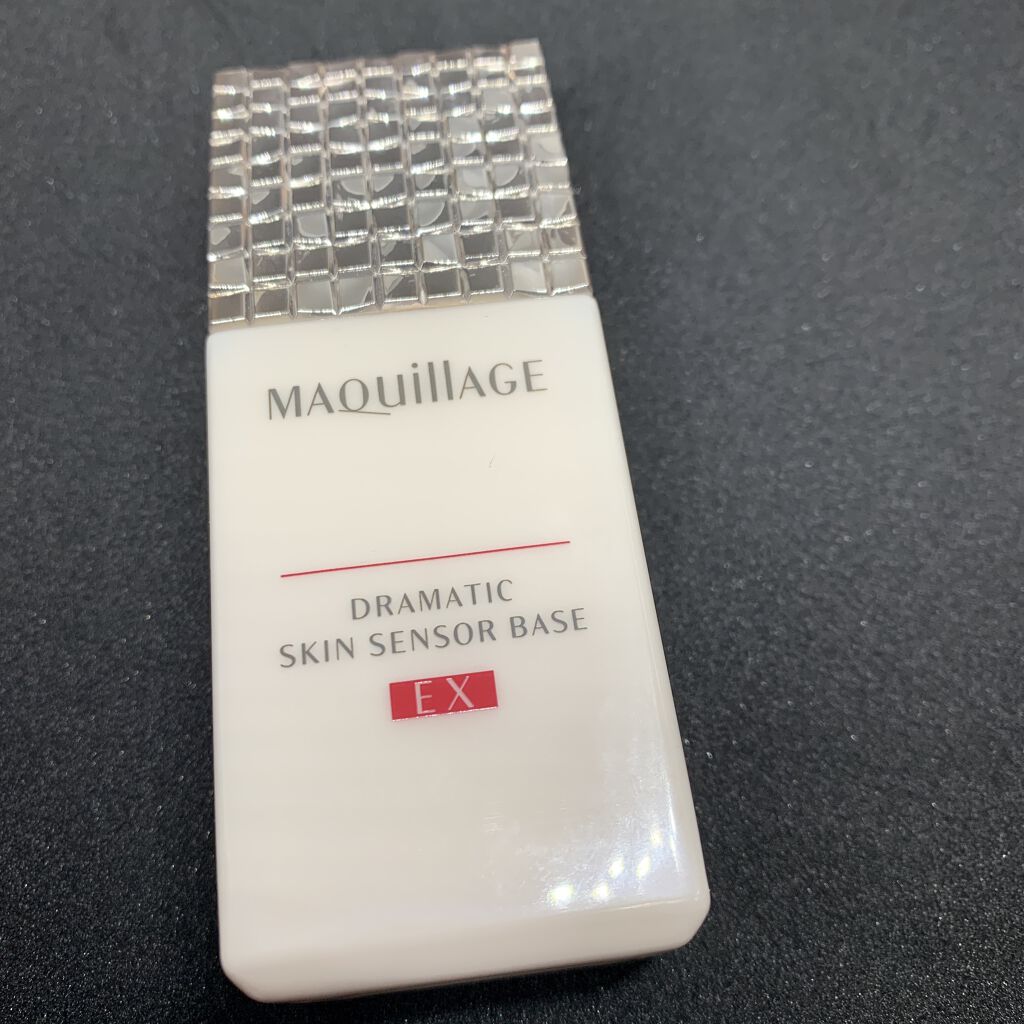 MAQuillAGE
DRAMATIC
SKIN SENSOR BASE
EX